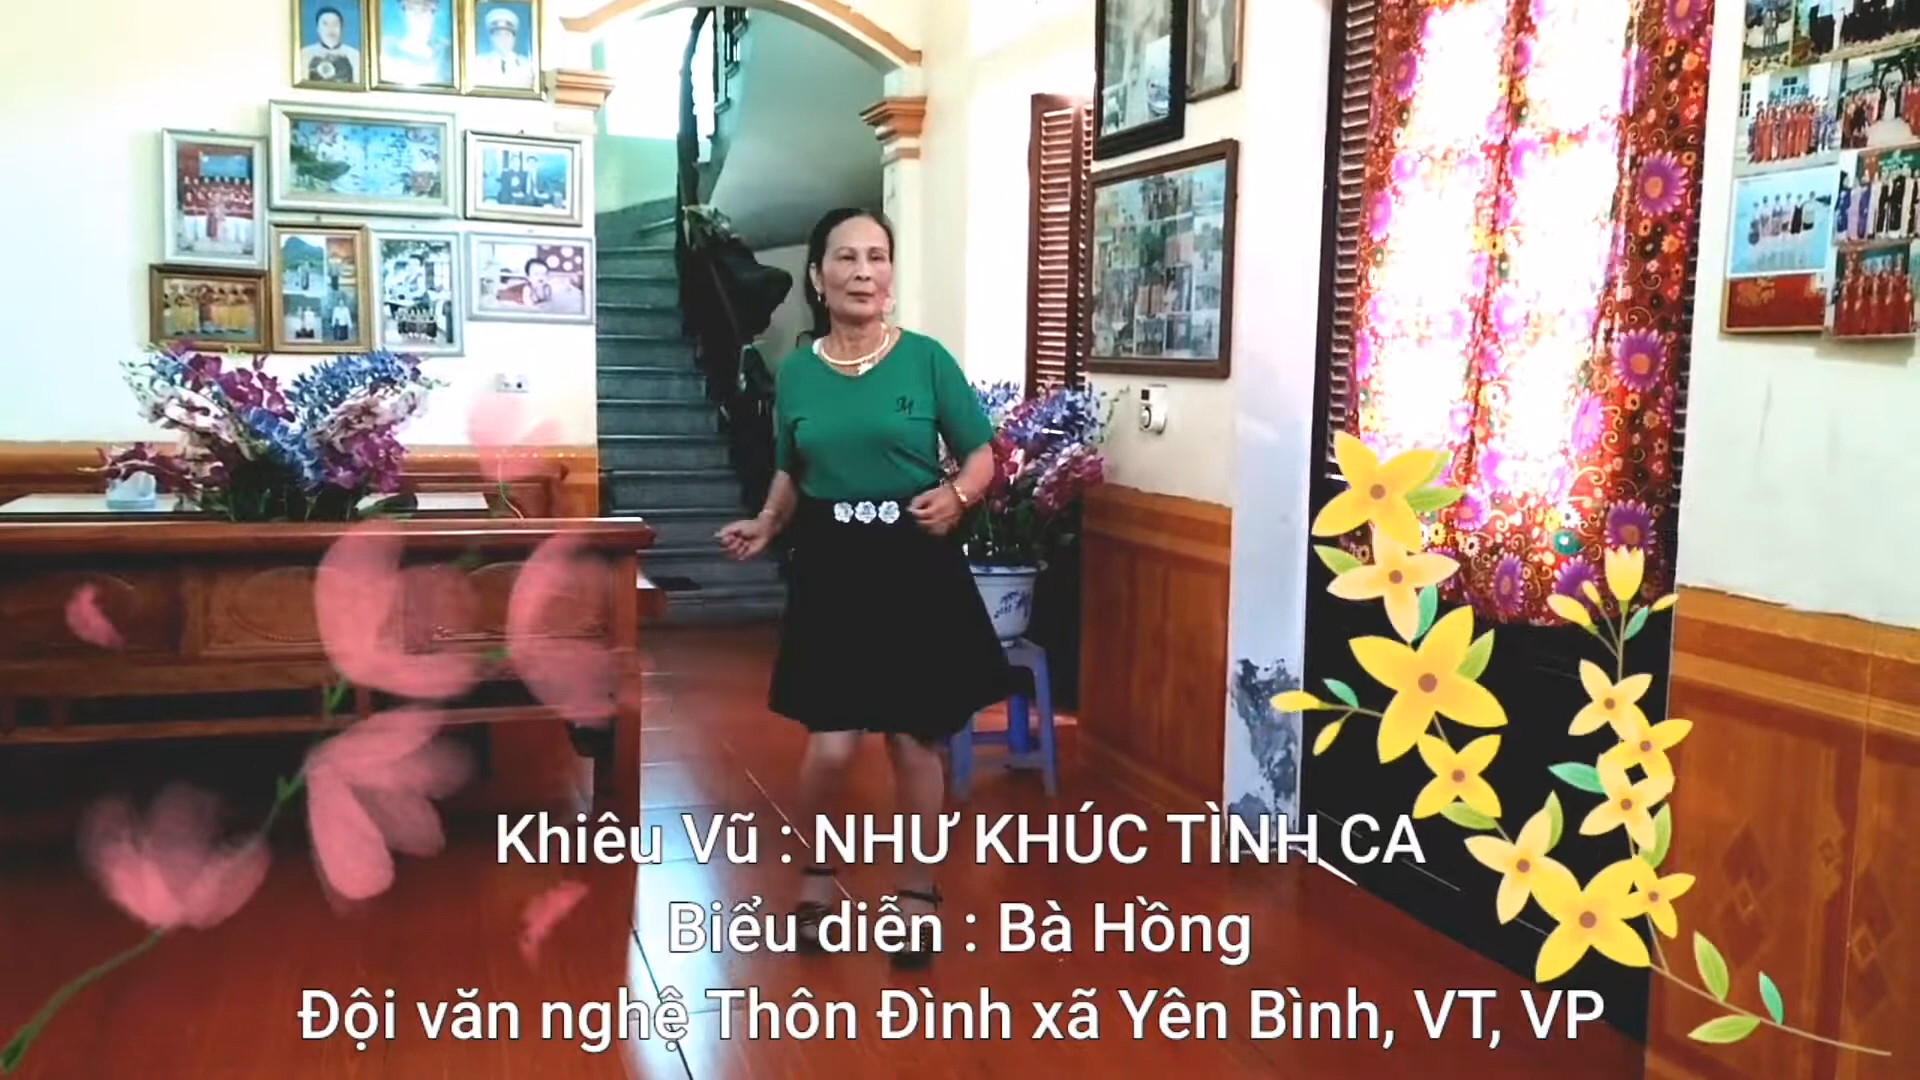 Khiêu Vũ : NHƯ KHÚC TÌNH CA
Biểu diễn : Bà Hồng
Đội văn nghệ Thôn Đình xã Yên Bình, VT, VP